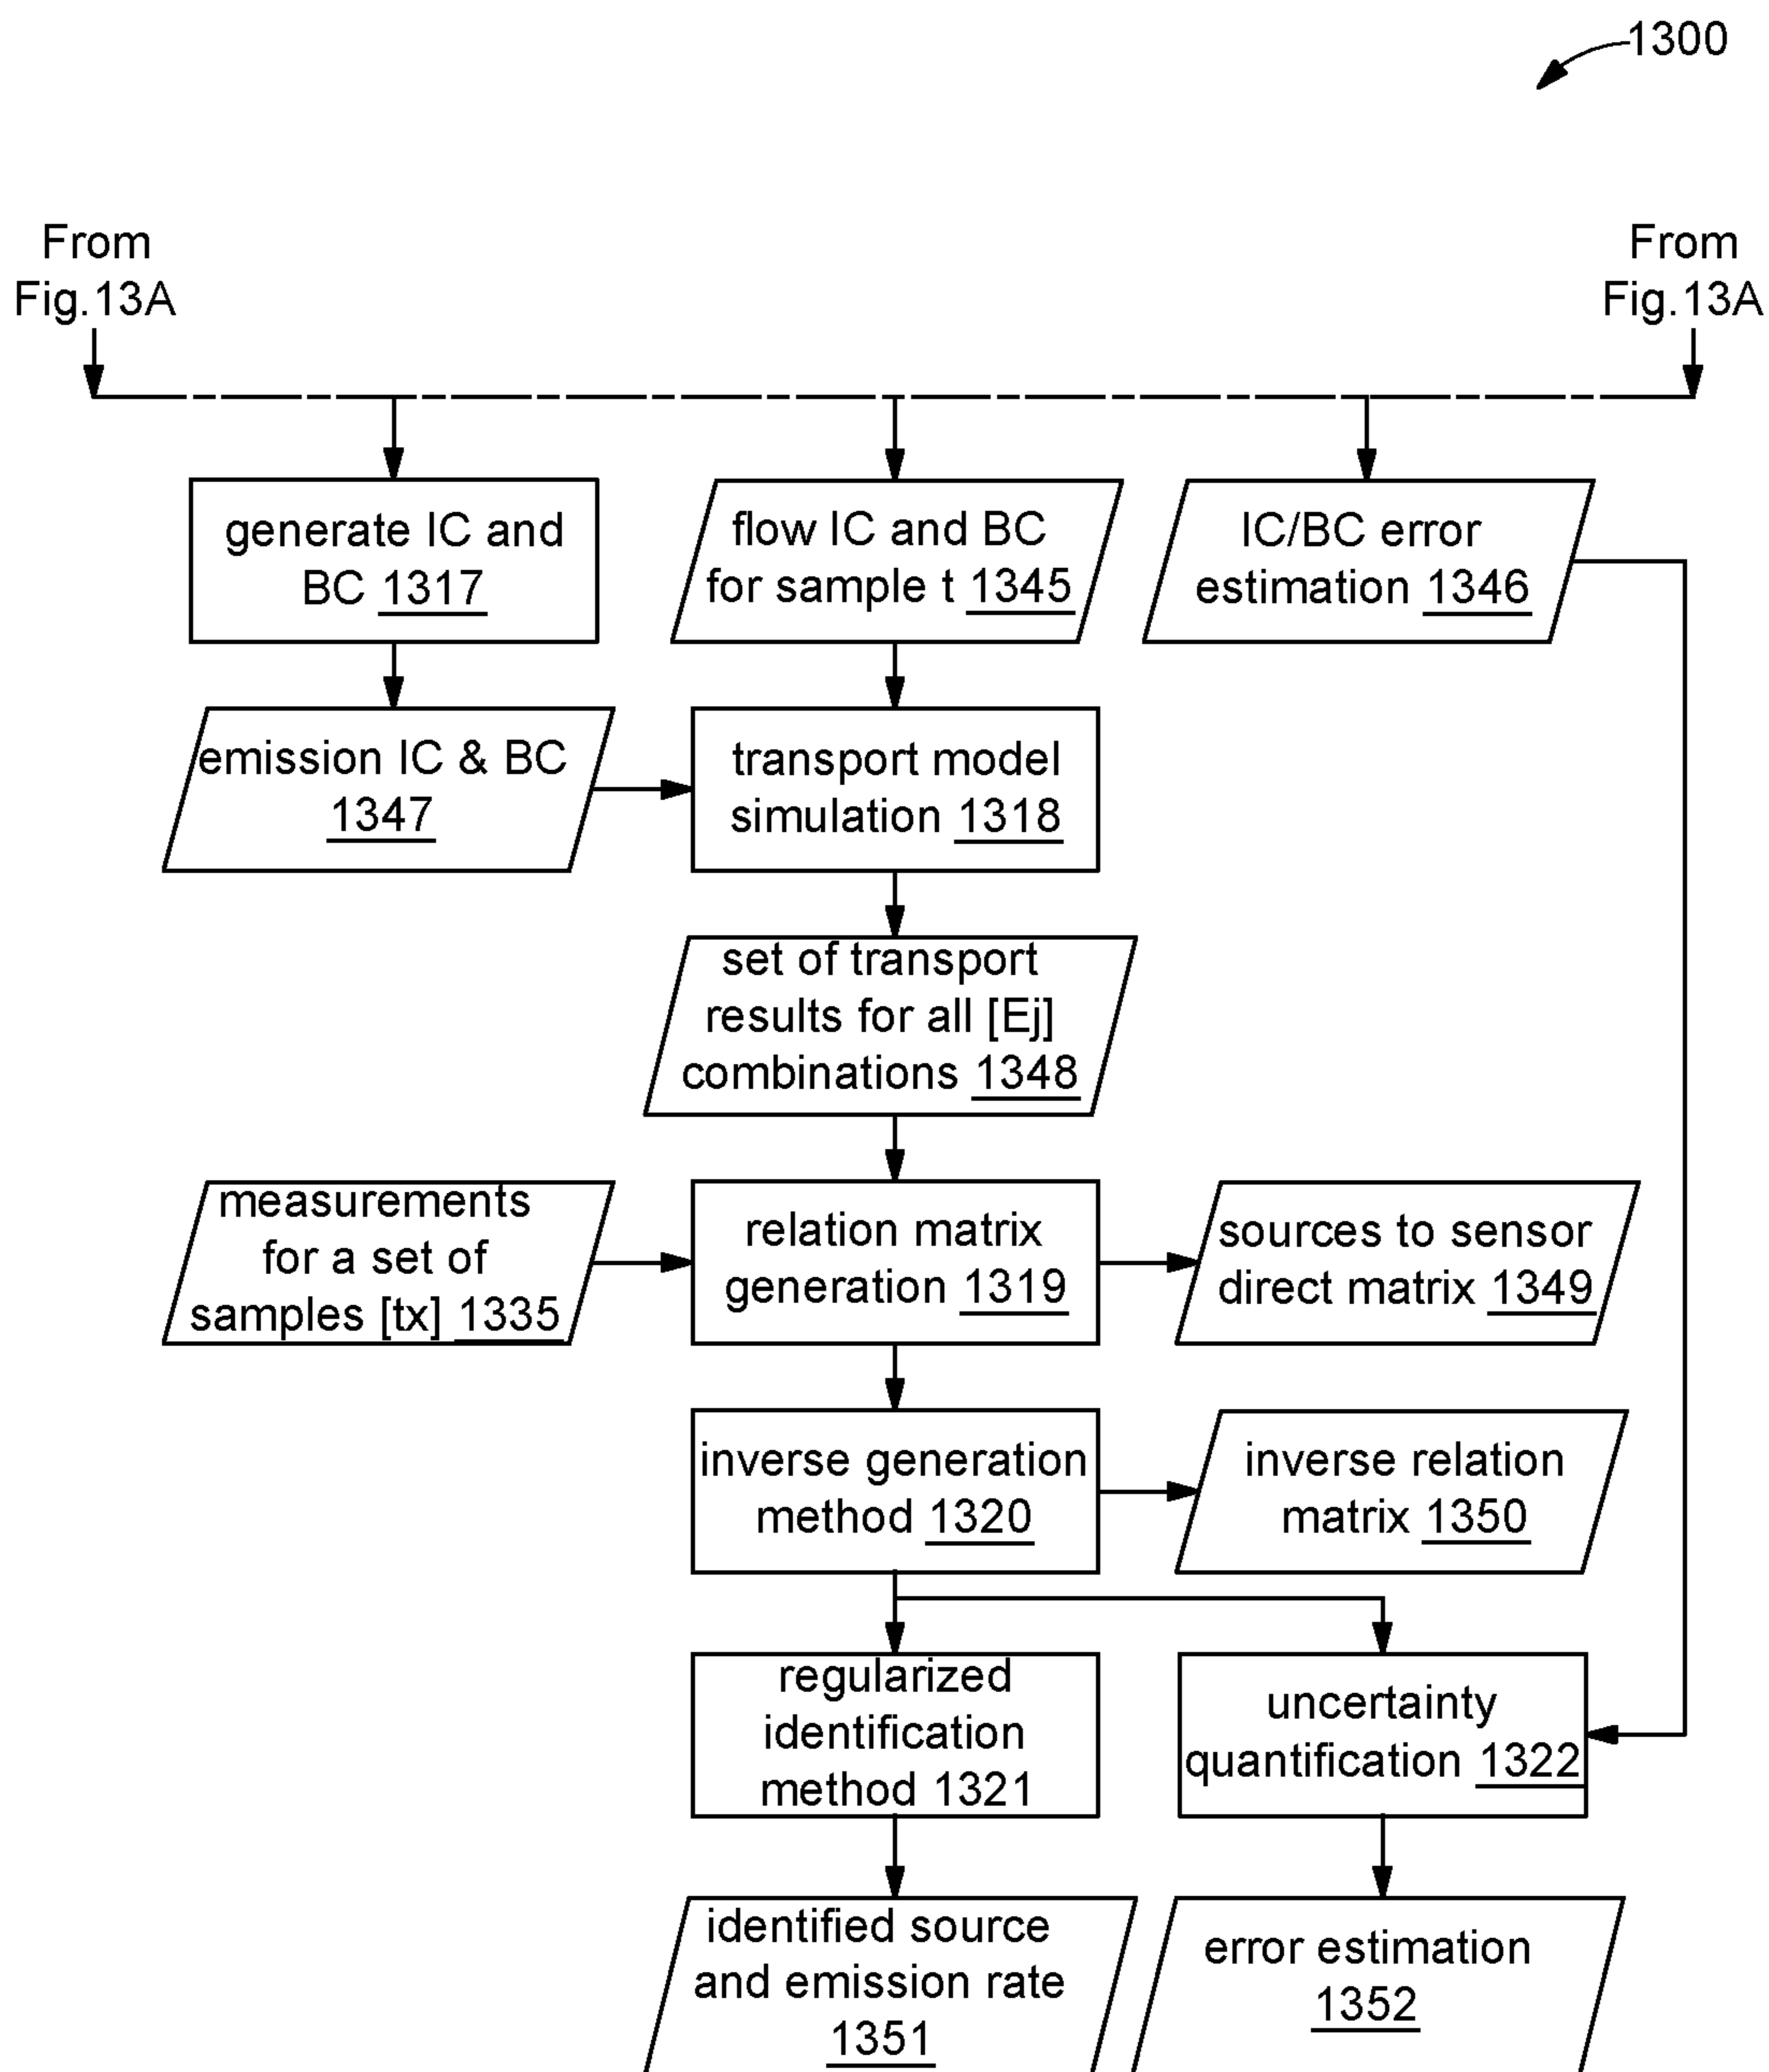 1300
From
Fig.13A
From
Fig.13A
generate IC and
BC 1317
flow IC and BC
for sample t 1345
IC/BC error
estimation 1346
emission IC & BC
1347
transport model
simulation 1318
set of transport
results for all [Ej]
combinations 1348
measurements
for a set of
samples [tx] 1335
relation matrix
generation 1319
sources to sensor
direct matrix 1349
inverse generation
method 1320
inverse relation
matrix 1350
regularized
identification
method 1321
uncertainty
quantification 1322
identified source
and emission rate
1351
error estimation
1352